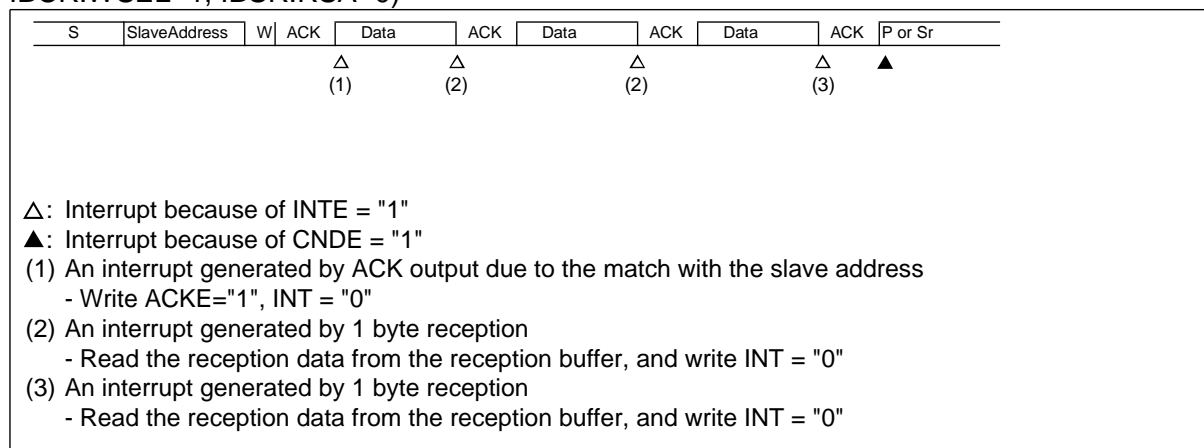 S SlaveAddress W ACK Data ACK Data ACK Data ACK P or Sr
△ △ △ △ ▲
(1) (2) (2) (3)
△: Interrupt because of INTE = "1"
▲: Interrupt because of CNDE = "1"
(1) An interrupt generated by ACK output due to the match with the slave address
- Write ACKE="1", INT = "0"
(2) An interrupt generated by 1 byte reception
- Read the reception data from the reception buffer, and write INT = "0"
(3) An interrupt generated by 1 byte reception
- Read the reception data from the reception buffer, and write INT = "0"